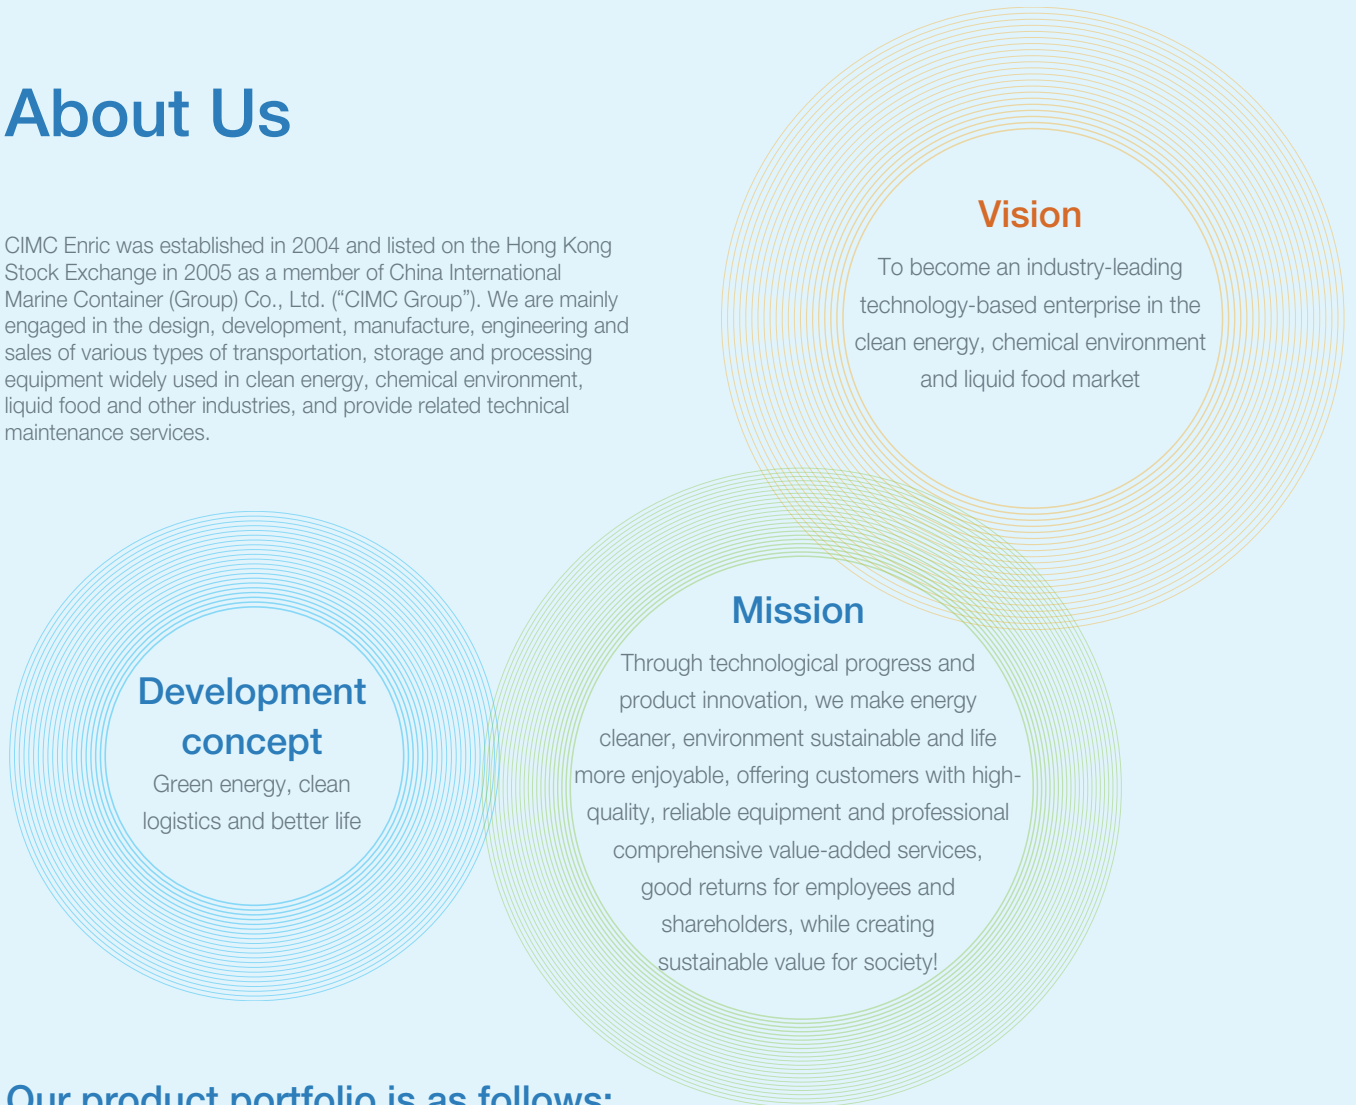 About Us
CIMC Enric was established in 2004 and listed on the Hong Kong
Stock Exchange in 2005 as a member of China International
Marine Container (Group) Co., Ltd. (“CIMC Group”). We are mainly
engaged in the design, development, manufacture, engineering and
sales of various types of transportation, storage and processing
equipment widely used in clean energy, chemical environment,
liquid food and other industries, and provide related technical
maintenance services.
Vision
To become an industry-leading
technology-based enterprise in the
clean energy, chemical environment
and liquid food market
Mission
Through technological progress and
product innovation, we make energy
cleaner, environment sustainable and life
more enjoyable, offering customers with high-
quality, reliable equipment and professional
comprehensive value-added services,
good returns for employees and
shareholders, while creating
sustainable value for society!
Development
concept
Green energy, clean
logistics and better life
Our product portfolio is as follows: